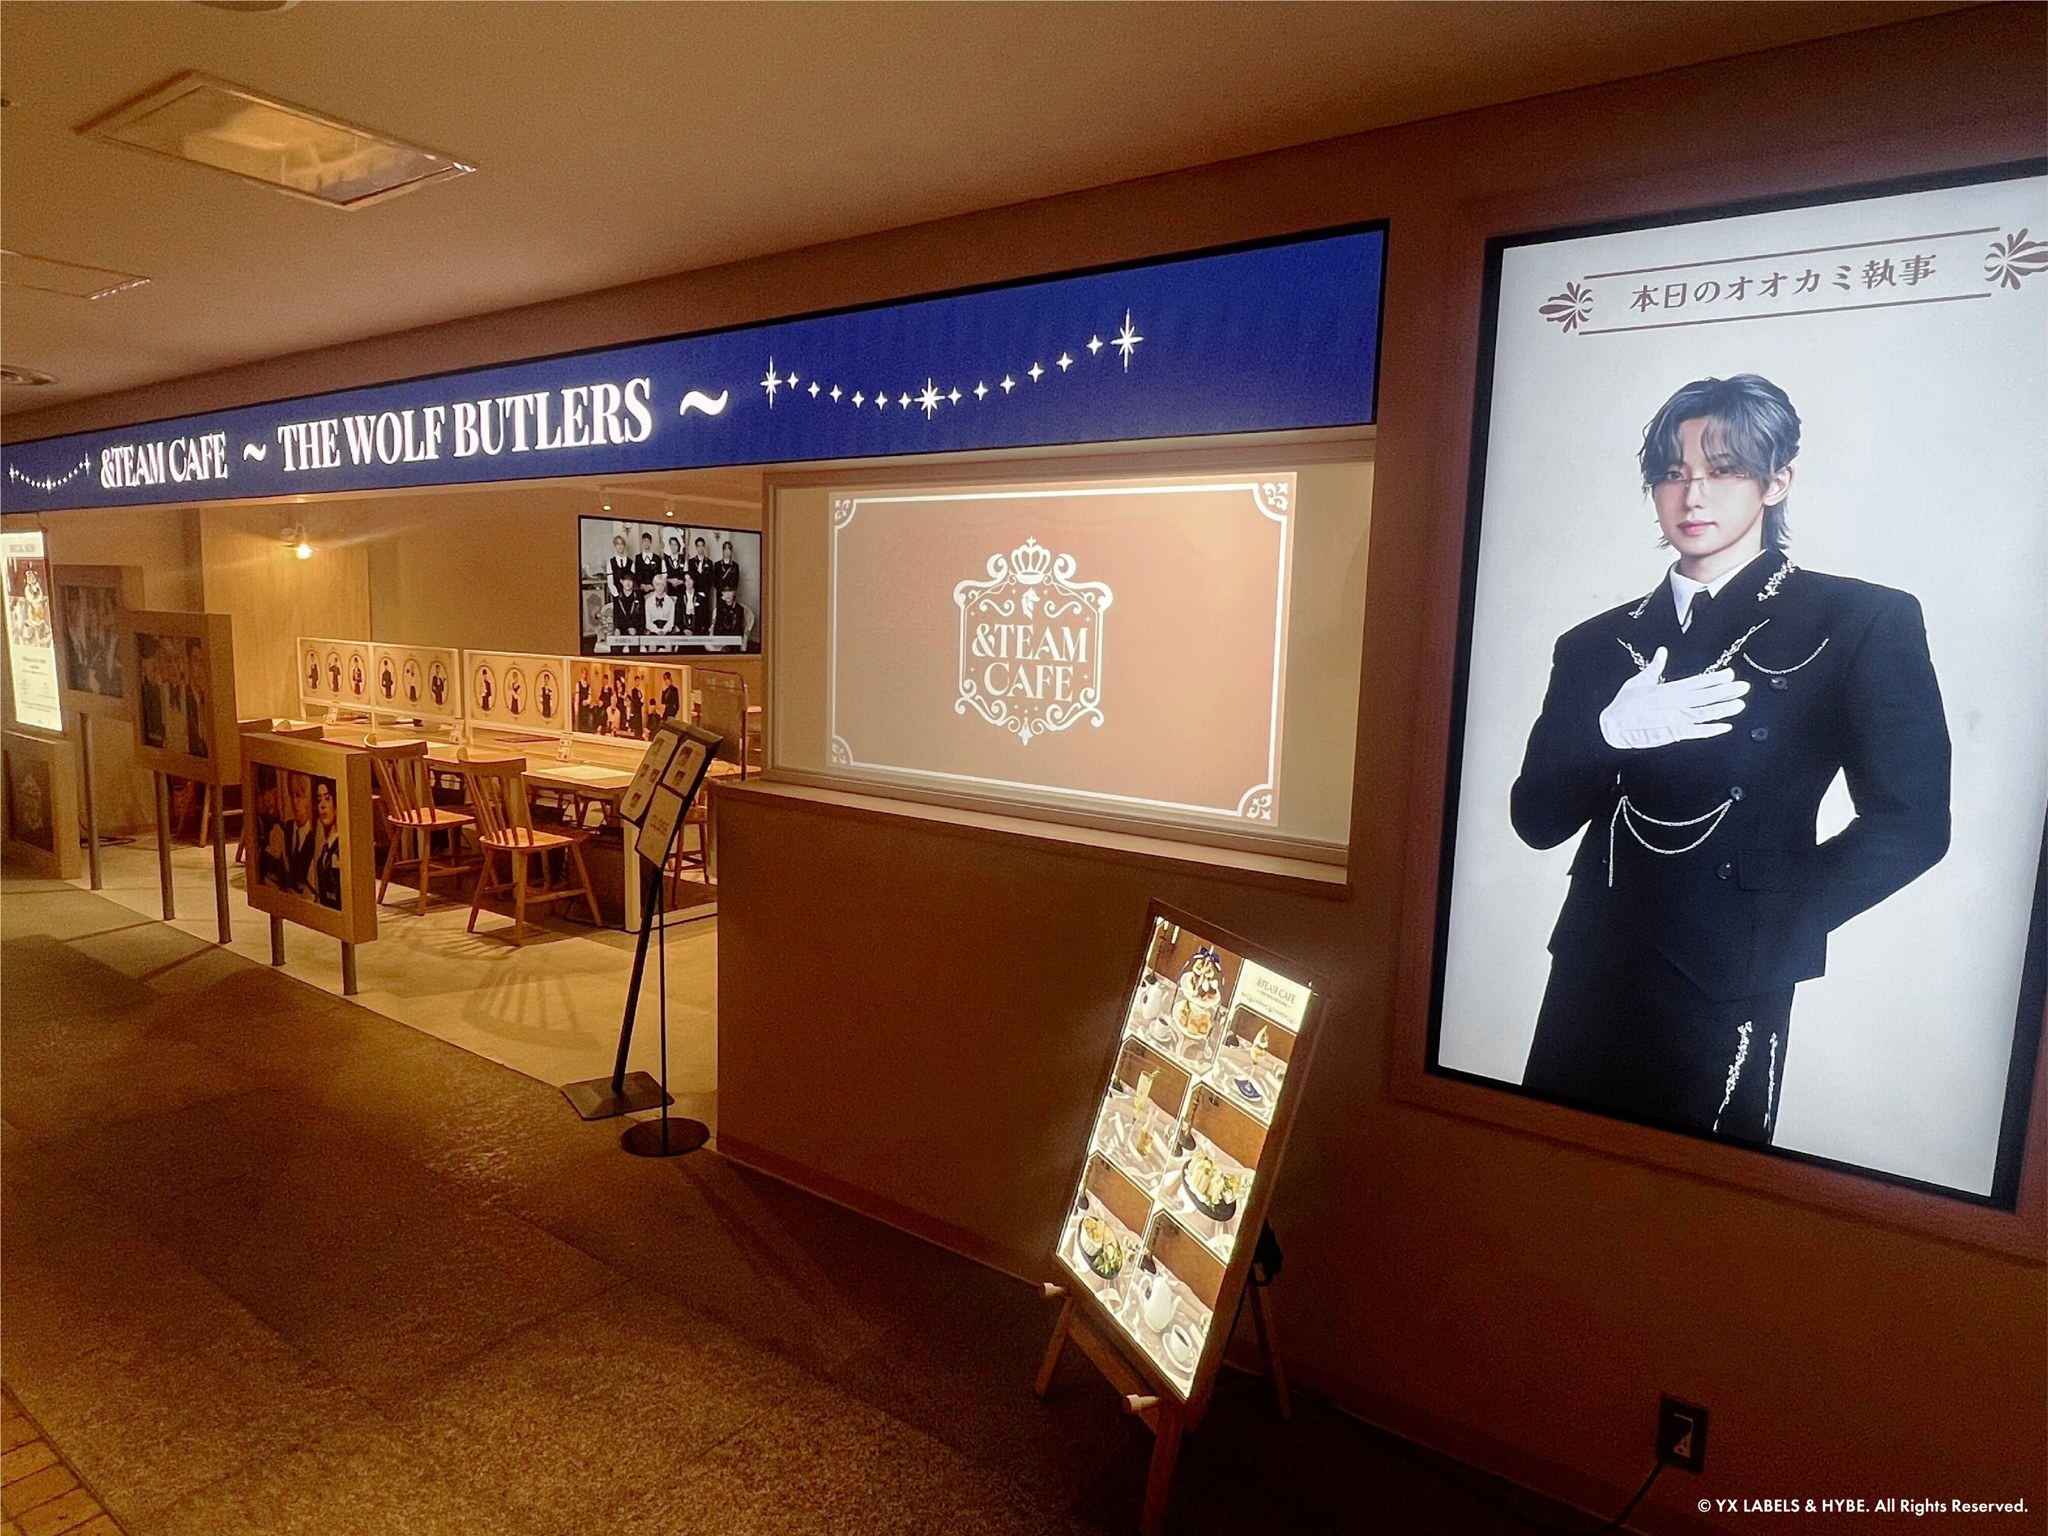 &TEAM CAFE ~ THE WOLF BUTLERS ~
&TEAM
CAFE
本日のオオカミ執事
&TEAM CAFE
© YX LABELS & HYBE. All Rights Reserved.